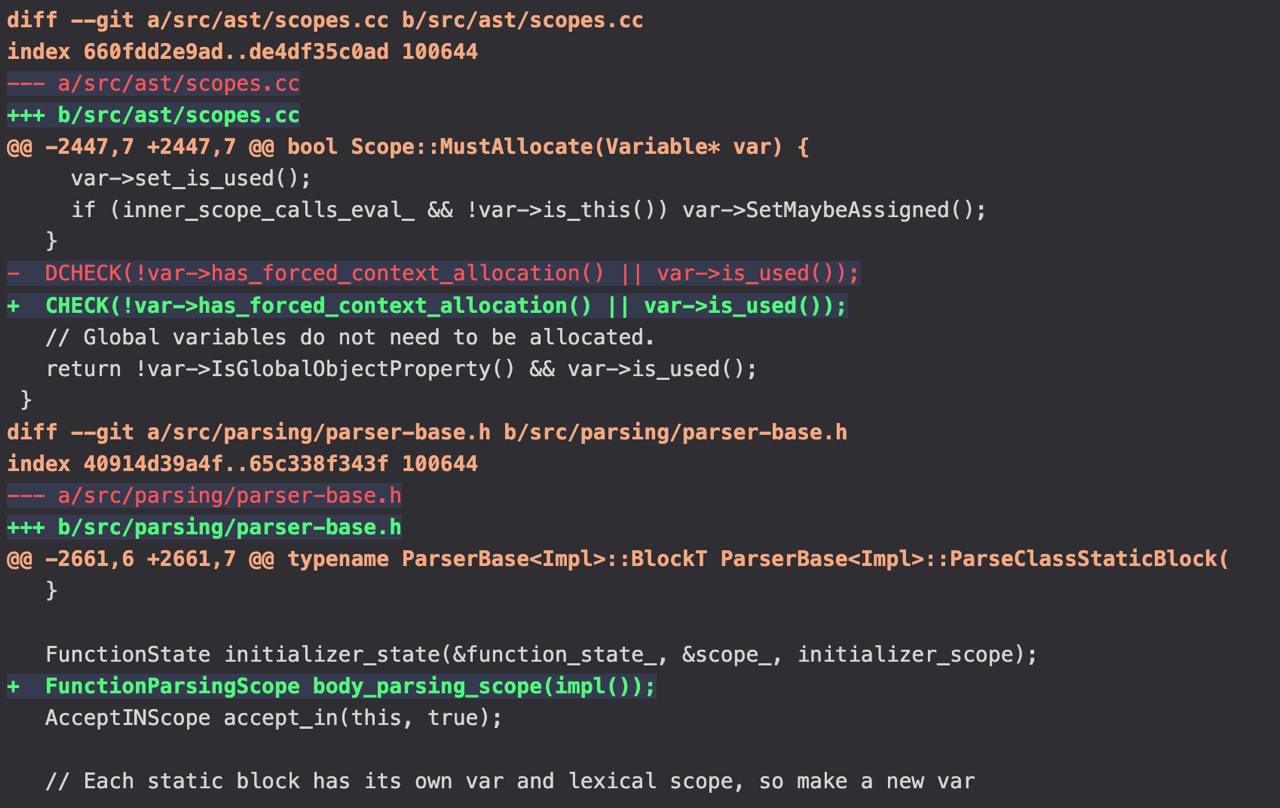 diff --git a/src/ast/scopes.cc b/src/ast/scopes.cc
index 660fdd2e9ad..de4df35c0ad 100644
--- a/src/ast/scopes.cc
+++ b/src/ast/scopes.cc
@@ -2447,7 +2447,7 @@ bool Scope::MustAllocate(Variable* var) {
     var->set_is_used();
     if (inner_scope_calls_eval_ && !var->is_this()) var->SetMaybeAssigned();
   }
-  DCHECK(!var->has_forced_context_allocation() || var->is_used());
+  CHECK(!var->has_forced_context_allocation() || var->is_used());
   // Global variables do not need to be allocated.
   return !var->IsGlobalObjectProperty() && var->is_used();
 }
diff --git a/src/parsing/parser-base.h b/src/parsing/parser-base.h
index 40914d39a4f..65c338f343f 100644
--- a/src/parsing/parser-base.h
+++ b/src/parsing/parser-base.h
@@ -2661,6 +2661,7 @@ typename ParserBase<Impl>::BlockT ParserBase<Impl>::ParseClassStaticBlock(
   }

   FunctionState initializer_state(&function_state_, &scope_, initializer_scope);
+  FunctionParsingScope body_parsing_scope(impl());
   AcceptINScope accept_in(this, true);

   // Each static block has its own var and lexical scope, so make a new var